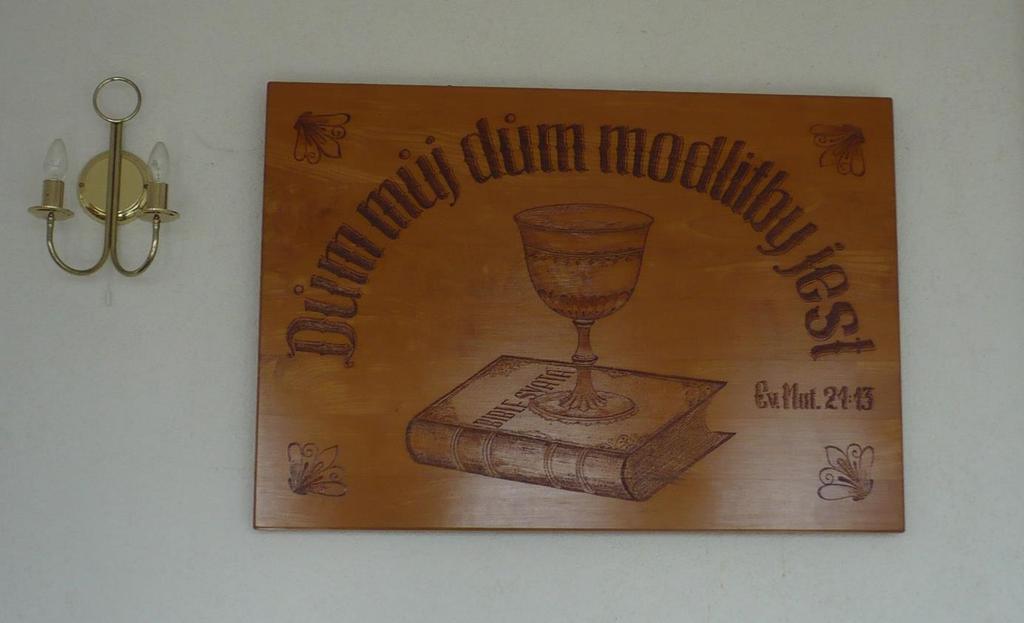 Dům můj dům modlitby jest
BIBLE SVATÁ
Ev. Mat. 21:13